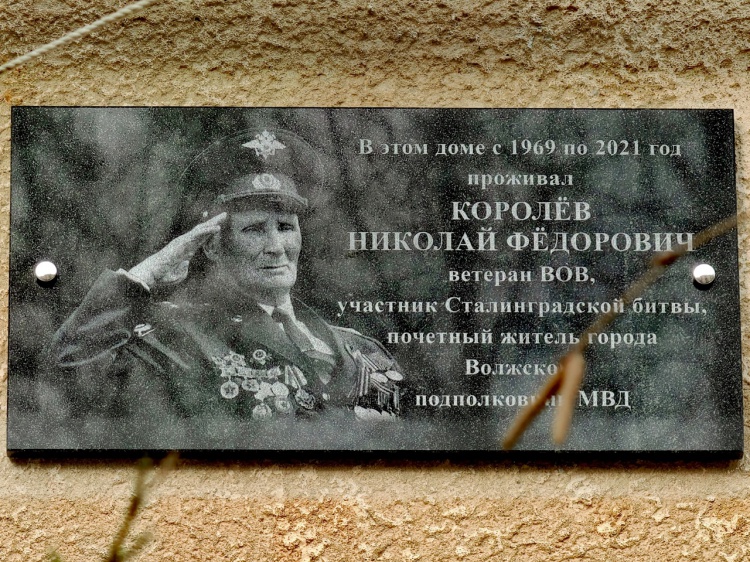 В этом доме с 1969 по 2021 год
проживал
КОРОЛЁВ
НИКОЛАЙ ФЁДОРОВИЧ
ветеран ВОВ,
участник Сталинградской битвы,
почетный житель города
МВД